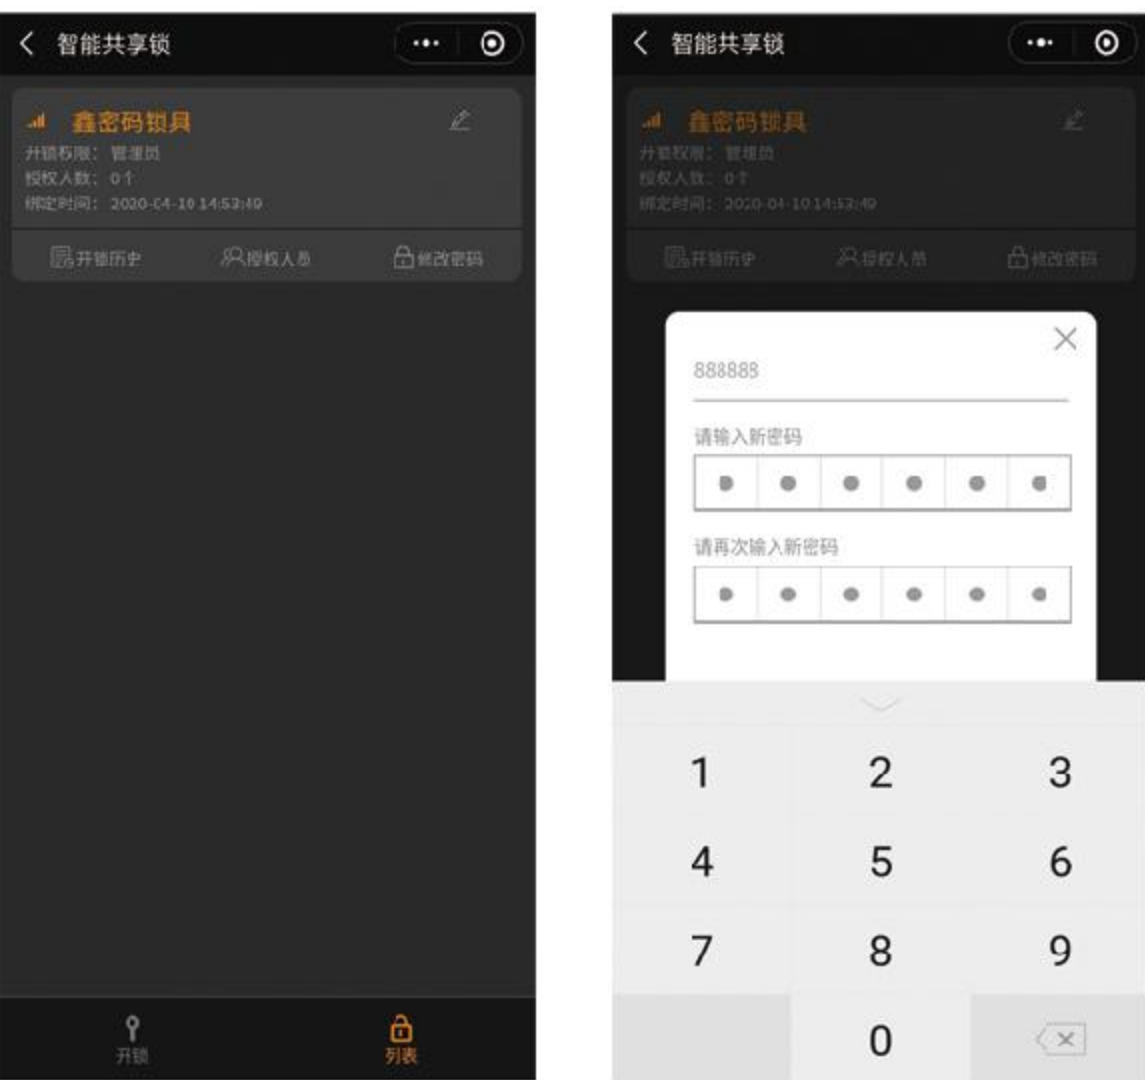 智能共享锁
鑫密码锁具
开锁权限： 管理员
授权人数： 0个
绑定时间： 2020-04-10 14:53:49
开锁历史 授权人员 修改密码
开锁 列表
智能共享锁
鑫密码锁具
开锁权限： 管理员
授权人数： 0个
绑定时间： 2020-04-10 14:53:49
开锁历史 授权人员 修改密码
888888
请输入新密码
请再次输入新密码
1 2 3
4 5 6
7 8 9
0